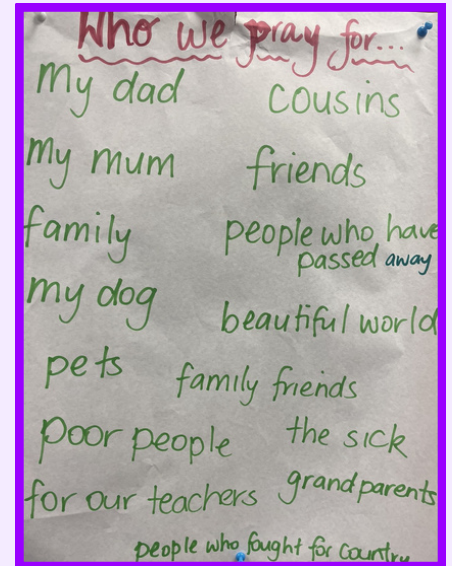 Who we pray for...
My dad
cousins
My mum
friends
family
people who have
passed away
My dog
beautiful world
pets
family friends
poor people
the sick
for our teachers
grandparents
people who fought for country